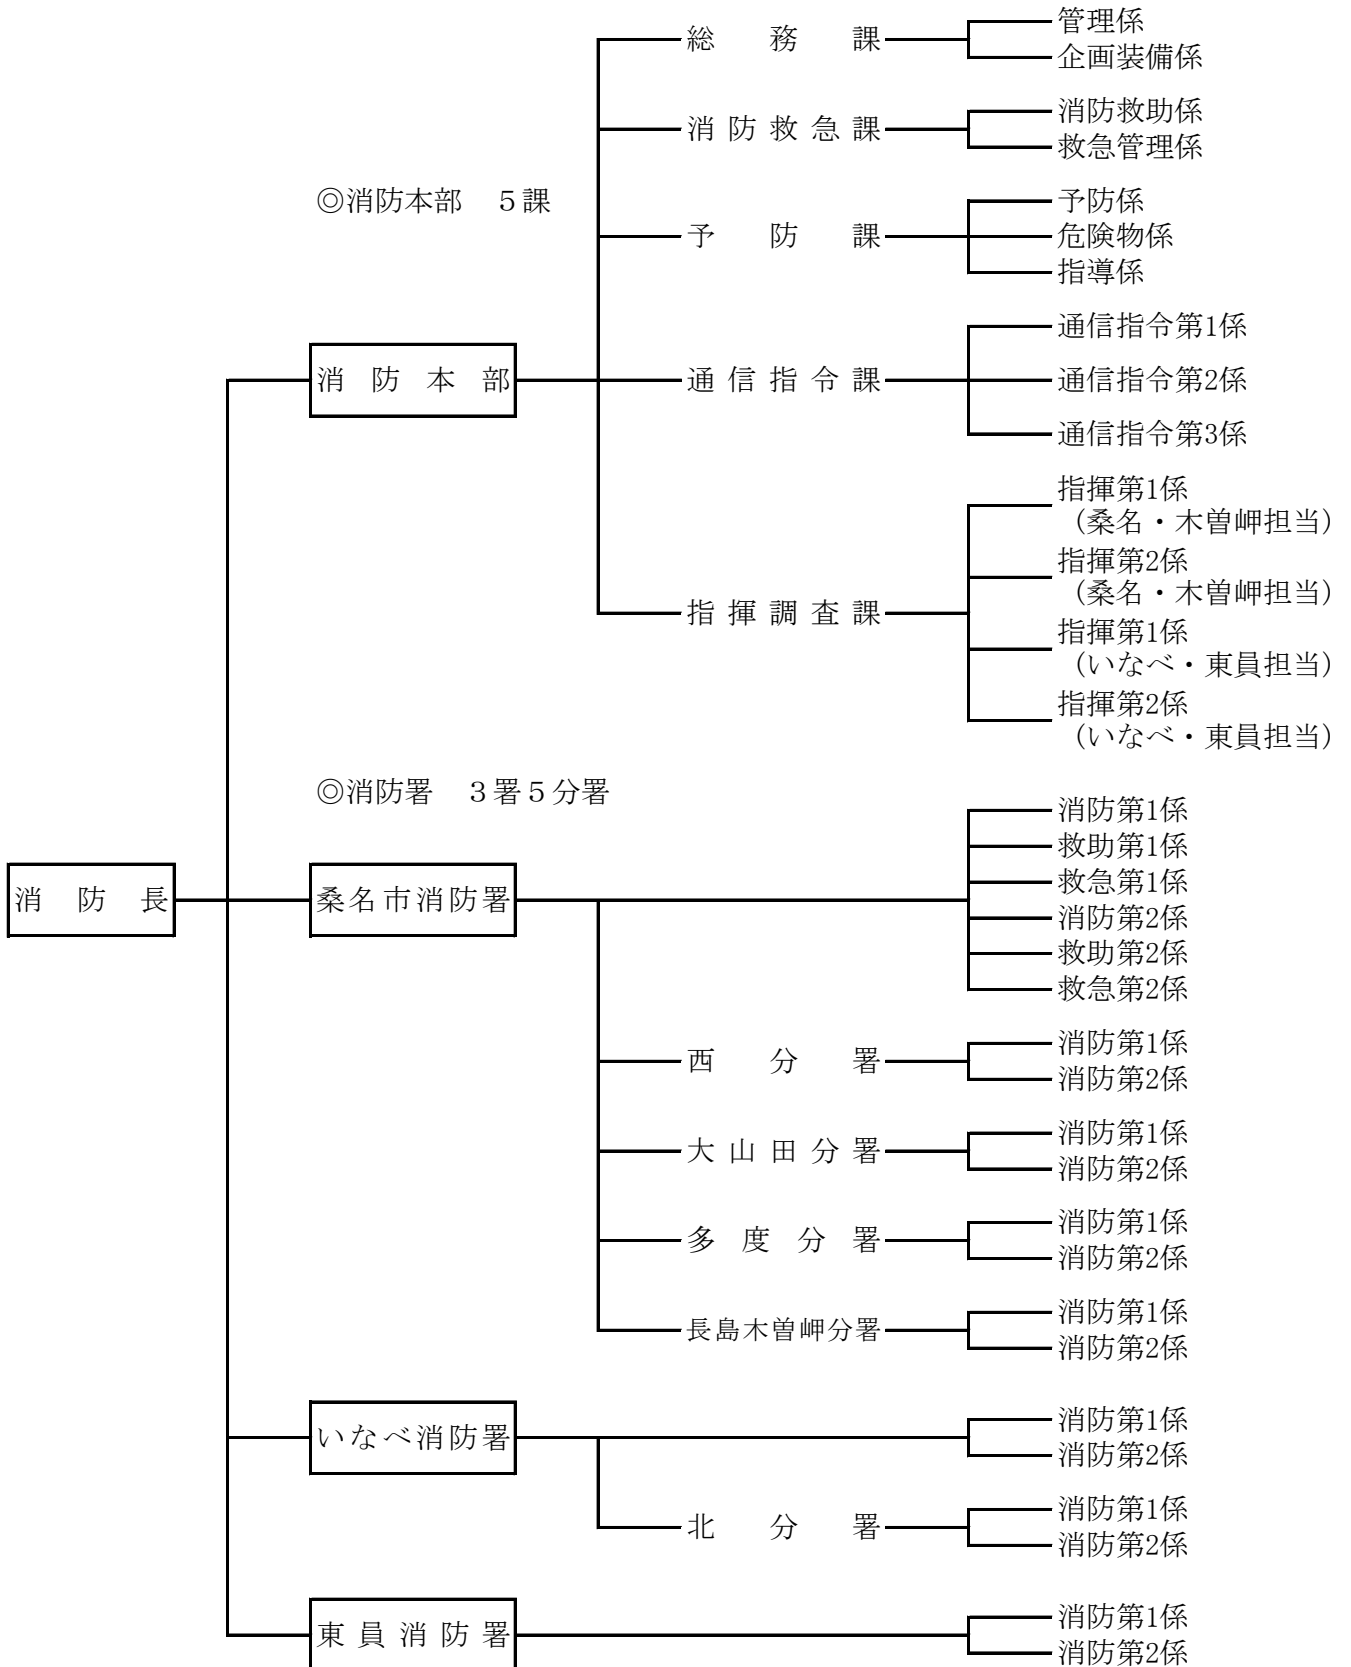 総務課
管理係
企画装備係
消防救急課
消防救助係
救急管理係
◎消防本部　５課
予防課
予防係
危険物係
指導係
消防本部
通信指令課
通信指令第1係
通信指令第2係
通信指令第3係
指揮調査課
指揮第1係
（桑名・木曽岬担当）
指揮第2係
（桑名・木曽岬担当）
指揮第1係
（いなべ・東員担当）
指揮第2係
（いなべ・東員担当）
◎消防署　３署５分署
消防長
桑名市消防署
消防第1係
救助第1係
救急第1係
消防第2係
救助第2係
救急第2係
西分署
消防第1係
消防第2係
大山田分署
消防第1係
消防第2係
多度分署
消防第1係
消防第2係
長島木曽岬分署
消防第1係
消防第2係
いなべ消防署
消防第1係
消防第2係
北分署
消防第1係
消防第2係
東員消防署
消防第1係
消防第2係